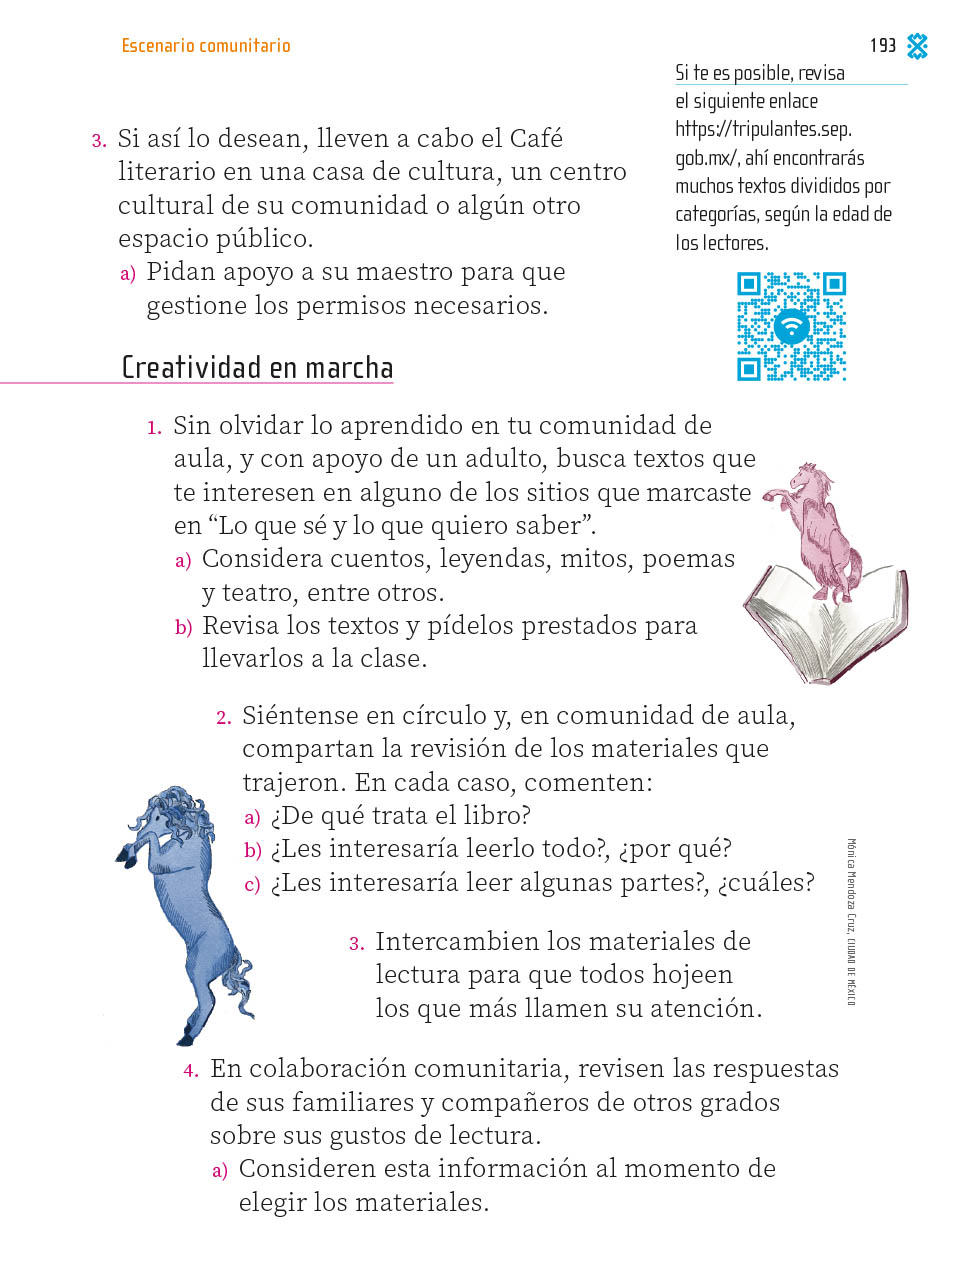 Escenario comunitario
193
Si te es posible, revisa
el siguiente enlace
https://tripulantes.sep.
gob.mx/, ahí encontrarás
muchos textos divididos por
categorías, según la edad de
los lectores.
3. Si así lo desean, lleven a cabo el Café
literario en una casa de cultura, un centro
cultural de su comunidad o algún otro
espacio público.
a) Pidan apoyo a su maestro para que
gestione los permisos necesarios.
Creatividad en marcha
1. Sin olvidar lo aprendido en tu comunidad de
aula, y con apoyo de un adulto, busca textos que
te interesen en alguno de los sitios que marcaste
en “Lo que sé y lo que quiero saber”.
a) Considera cuentos, leyendas, mitos, poemas
y teatro, entre otros.
b) Revisa los textos y pídelos prestados para
llevarlos a la clase.
2. Siéntense en círculo y, en comunidad de aula,
compartan la revisión de los materiales que
trajeron. En cada caso, comenten:
a) ¿De qué trata el libro?
b) ¿Les interesaría leerlo todo?, ¿por qué?
c) ¿Les interesaría leer algunas partes?, ¿cuáles?
3. Intercambien los materiales de
lectura para que todos hojeen
los que más llamen su atención.
4. En colaboración comunitaria, revisen las respuestas
de sus familiares y compañeros de otros grados
sobre sus gustos de lectura.
a) Consideren esta información al momento de
elegir los materiales.
Mónica Mendoza Cruz, CIUDAD DE MÉXICO